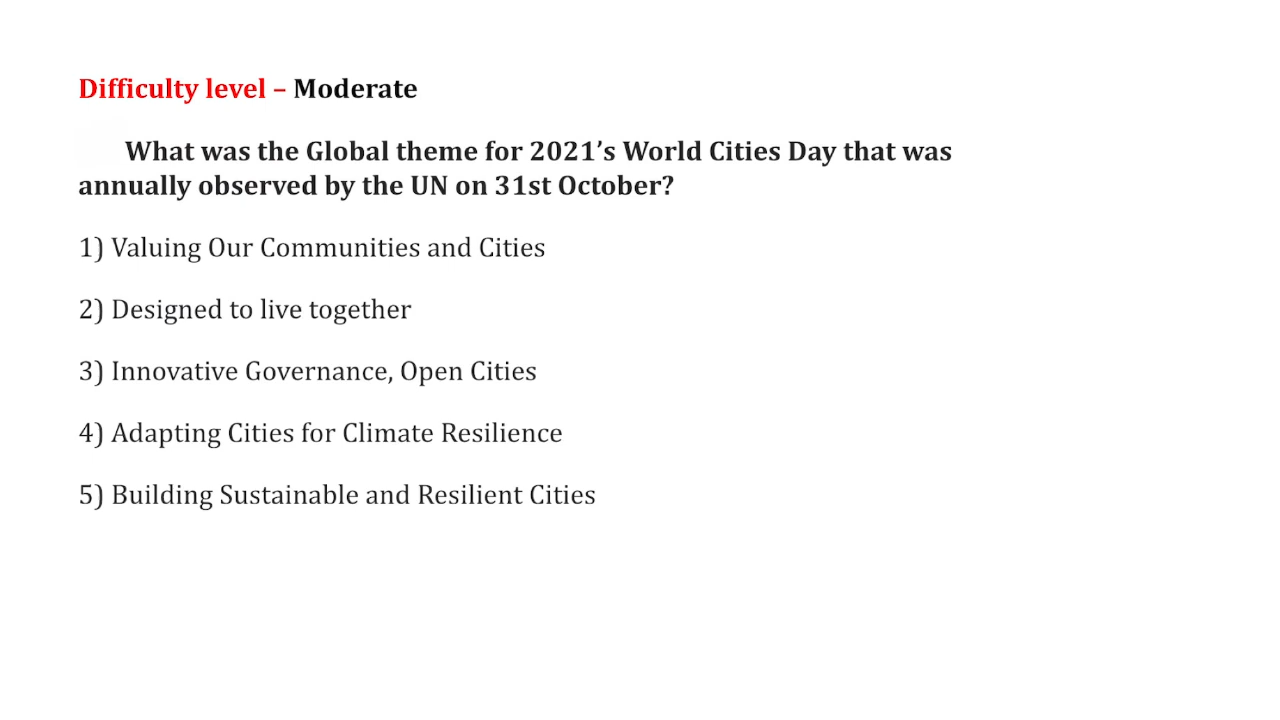 Difficulty level – Moderate
What was the Global theme for 2021’s World Cities Day that was
annually observed by the UN on 31st October?
1) Valuing Our Communities and Cities
2) Designed to live together
3) Innovative Governance, Open Cities
4) Adapting Cities for Climate Resilience
5) Building Sustainable and Resilient Cities